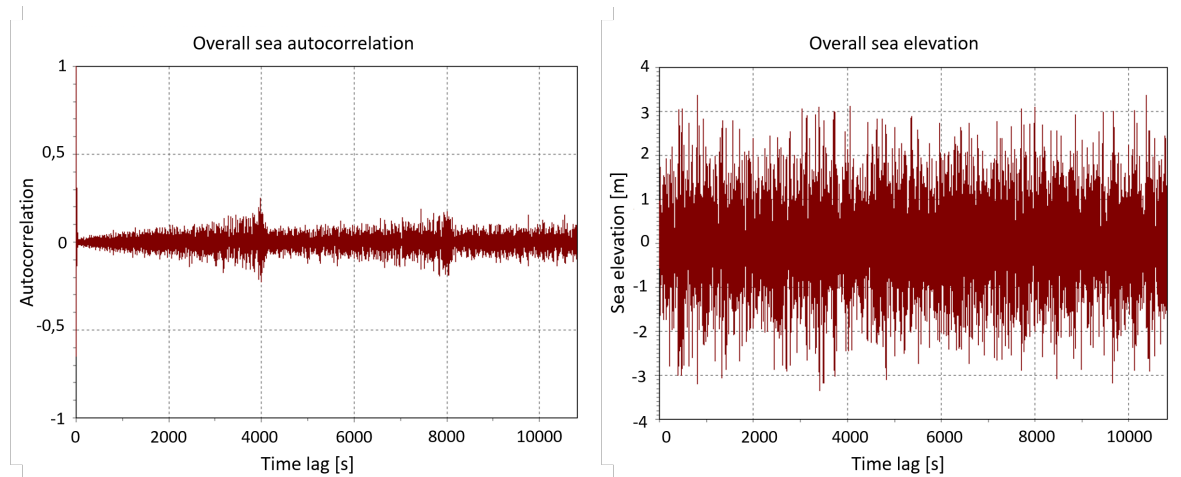 Overall sea autocorrelation
1
0,5
0
-0,5
-1
Autocorrelation
0 2000 4000 6000 8000 10000
Time lag [s]
Overall sea elevation
4
3
2
1
0
-1
-2
-3
-4
Sea elevation [m]
0 2000 4000 6000 8000 10000
Time lag [s]